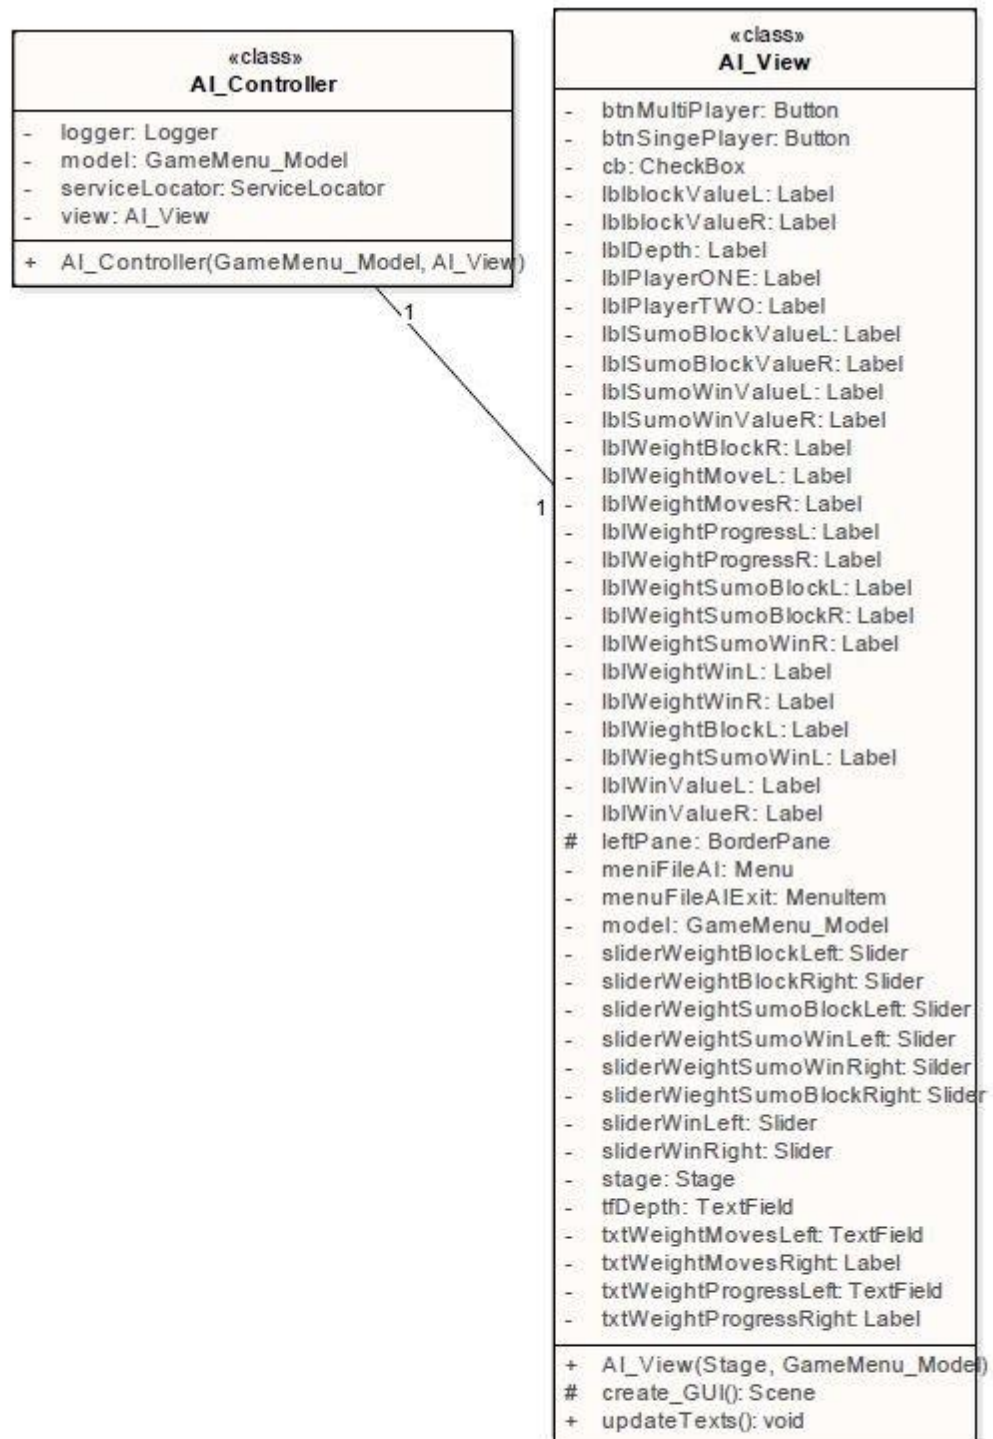 «class»
AI_Controller
- logger: Logger
- model: GameMenu_Model
- serviceLocator: ServiceLocator
- view: AI_View
+ AI_Controller(GameMenu_Model, AI_View)
1
1
«class»
AI_View
- btnMultiPlayer: Button
- btnSingePlayer: Button
- cb: CheckBox
- lblblockValueL: Label
- lblblockValueR: Label
- lblDepth: Label
- lblPlayerONE: Label
- lblPlayerTWO: Label
- lblSumoBlockValueL: Label
- lblSumoBlockValueR: Label
- lblSumoWinValueL: Label
- lblSumoWinValueR: Label
- lblWeightBlockR: Label
- lblWeightMoveL: Label
- lblWeightMovesR: Label
- lblWeightProgressL: Label
- lblWeightProgressR: Label
- lblWeightSumoBlockL: Label
- lblWeightSumoBlockR: Label
- lblWeightSumoWinR: Label
- lblWeightWinL: Label
- lblWeightWinR: Label
- lblWieghtBlockL: Label
- lblWieghtSumoWinL: Label
- lblWinValueL: Label
- lblWinValueR: Label
# leftPane: BorderPane
- meniFileAI: Menu
- menuFileAIExit: MenuItem
- model: GameMenu_Model
- sliderWeightBlockLeft: Slider
- sliderWeightBlockRight: Slider
- sliderWeightSumoBlockLeft: Slider
- sliderWeightSumoWinLeft: Slider
- sliderWeightSumoWinRight: Silder
- sliderWieghtSumoBlockRight: Slider
- sliderWinLeft: Slider
- sliderWinRight: Slider
- stage: Stage
- tfDepth: TextField
- txtWeightMovesLeft: TextField
- txtWeightMovesRight: Label
- txtWeightProgressLeft: TextField
- txtWeightProgressRight: Label
+ AI_View(Stage, GameMenu_Model)
# create_GUI(): Scene
+ updateTexts(): void